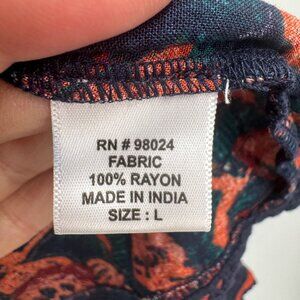 RN # 98024
FABRIC
100% RAYON
MADE IN INDIA
SIZE : L